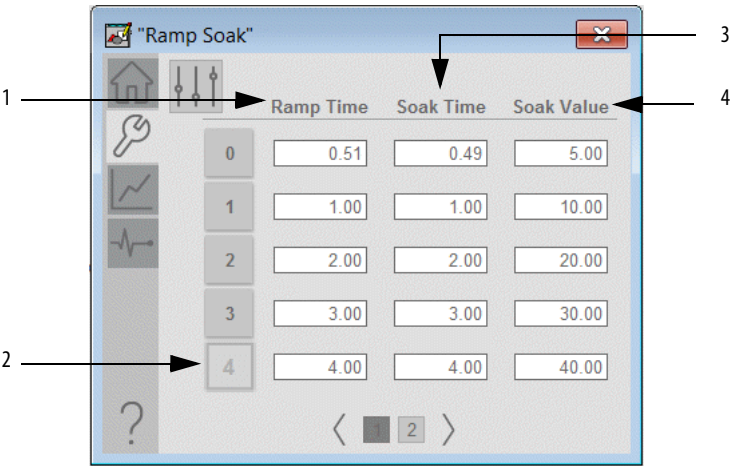 "Ramp Soak"
3
1
Ramp Time Soak Time Soak Value
4
0 0.51 0.49 5.00
1 1.00 1.00 10.00
2 2.00 2.00 20.00
3 3.00 3.00 30.00
2
4 4.00 4.00 40.00
? 1 2